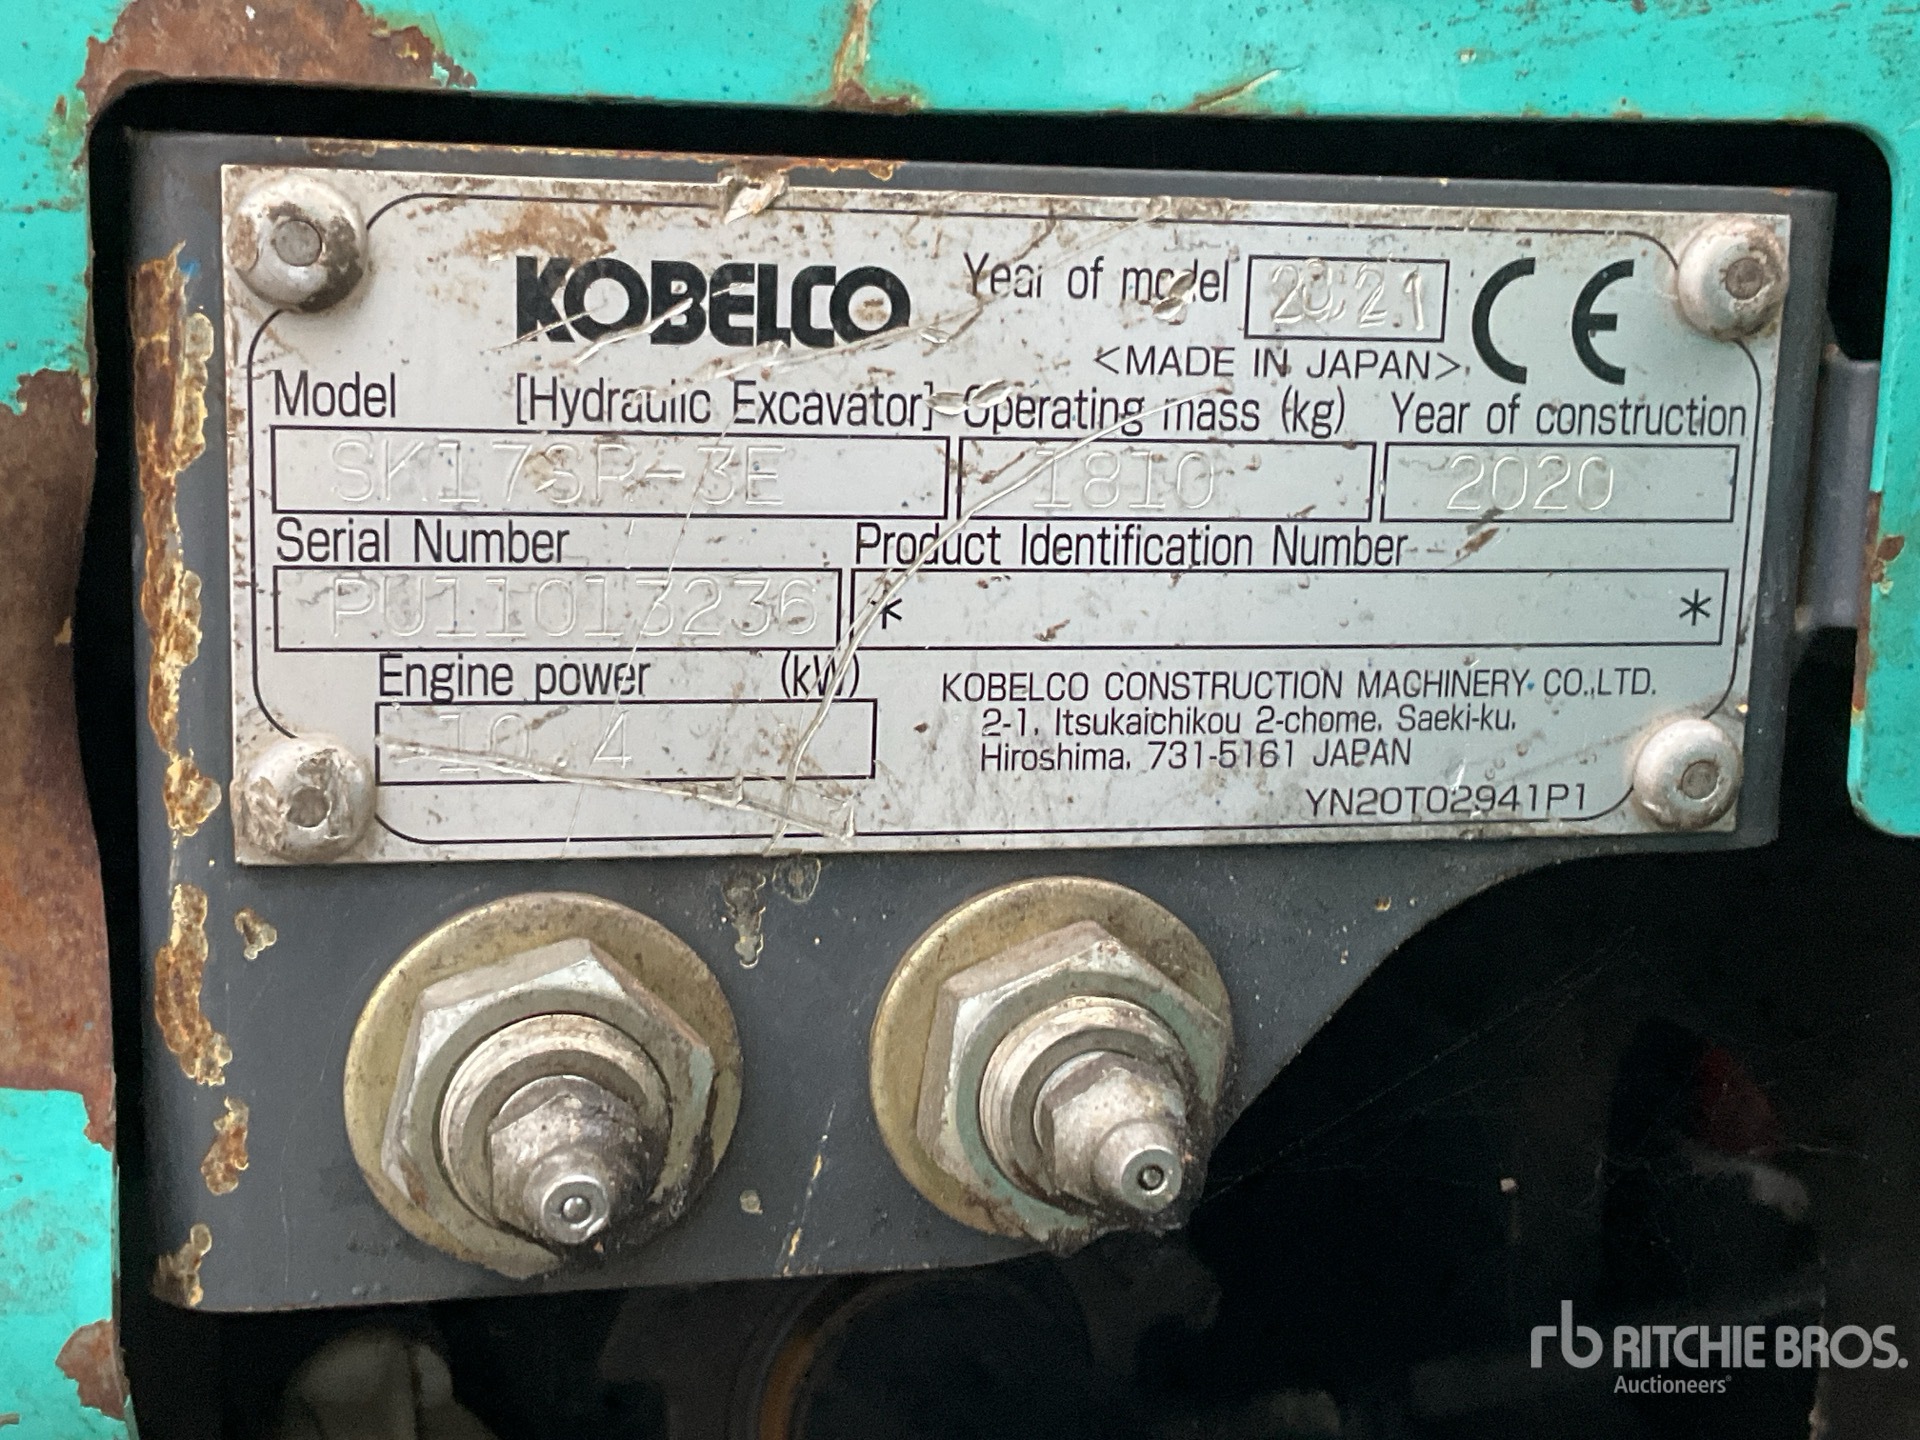 KOBELCO Year of model 2021 CE
<MADE IN JAPAN>
Model [Hydraulic Excavator] Operating mass (kg) Year of construction
SK17SR-3E 1810 2020
Serial Number Product Identification Number
PU11013236 * *
Engine power (kW)
10.4
KOBELCO CONSTRUCTION MACHINERY CO.,LTD.
2-1, Itsukaichikou 2-chome, Saeki-ku,
Hiroshima, 731-5161 JAPAN
YN20T02941P1
rb RITCHIE BROS.
Auctioneers®